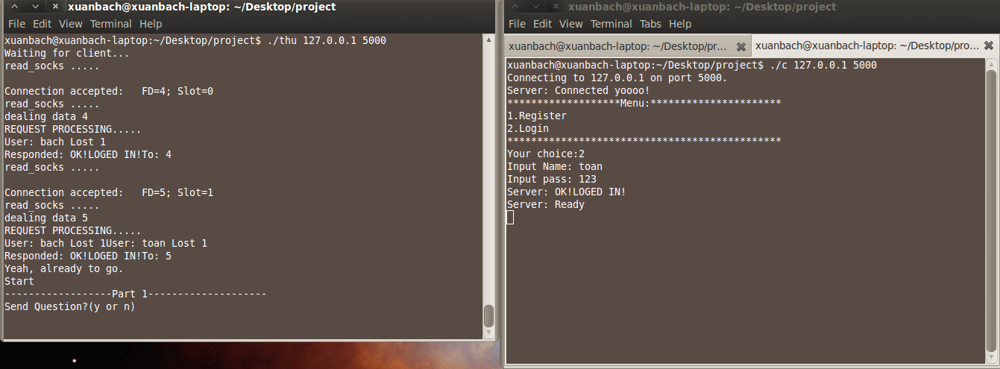 xuanbach@xuanbach-laptop: ~/Desktop/project
File Edit View Terminal Help
xuanbach@xuanbach-laptop:~/Desktop/project$ ./thu 127.0.0.1 5000
Waiting for client...
read_socks .....
Connection accepted:   FD=4; Slot=0
read_socks .....
dealing data 4
REQUEST PROCESSING.....
User: bach Lost 1
Responded: OK!LOGED IN!To: 4
read_socks .....
Connection accepted:   FD=5; Slot=1
read_socks .....
dealing data 5
REQUEST PROCESSING.....
User: bach Lost 1User: toan Lost 1
Responded: OK!LOGED IN!To: 5
Yeah, already to go.
Start
------------------Part 1--------------------
Send Question?(y or n)
xuanbach@xuanbach-laptop: ~/Desktop/project
File Edit View Terminal Tabs Help
xuanbach@xuanbach-laptop: ~/Desktop/pr...
xuanbach@xuanbach-laptop: ~/Desktop/pro...
xuanbach@xuanbach-laptop:~/Desktop/project$ ./c 127.0.0.1 5000
Connecting to 127.0.0.1 on port 5000.
Server: Connected yoooo!
*******************Menu:**********************
1.Register
2.Login
**********************************************
Your choice:2
Input Name: toan
Input pass: 123
Server: OK!LOGED IN!
Server: Ready